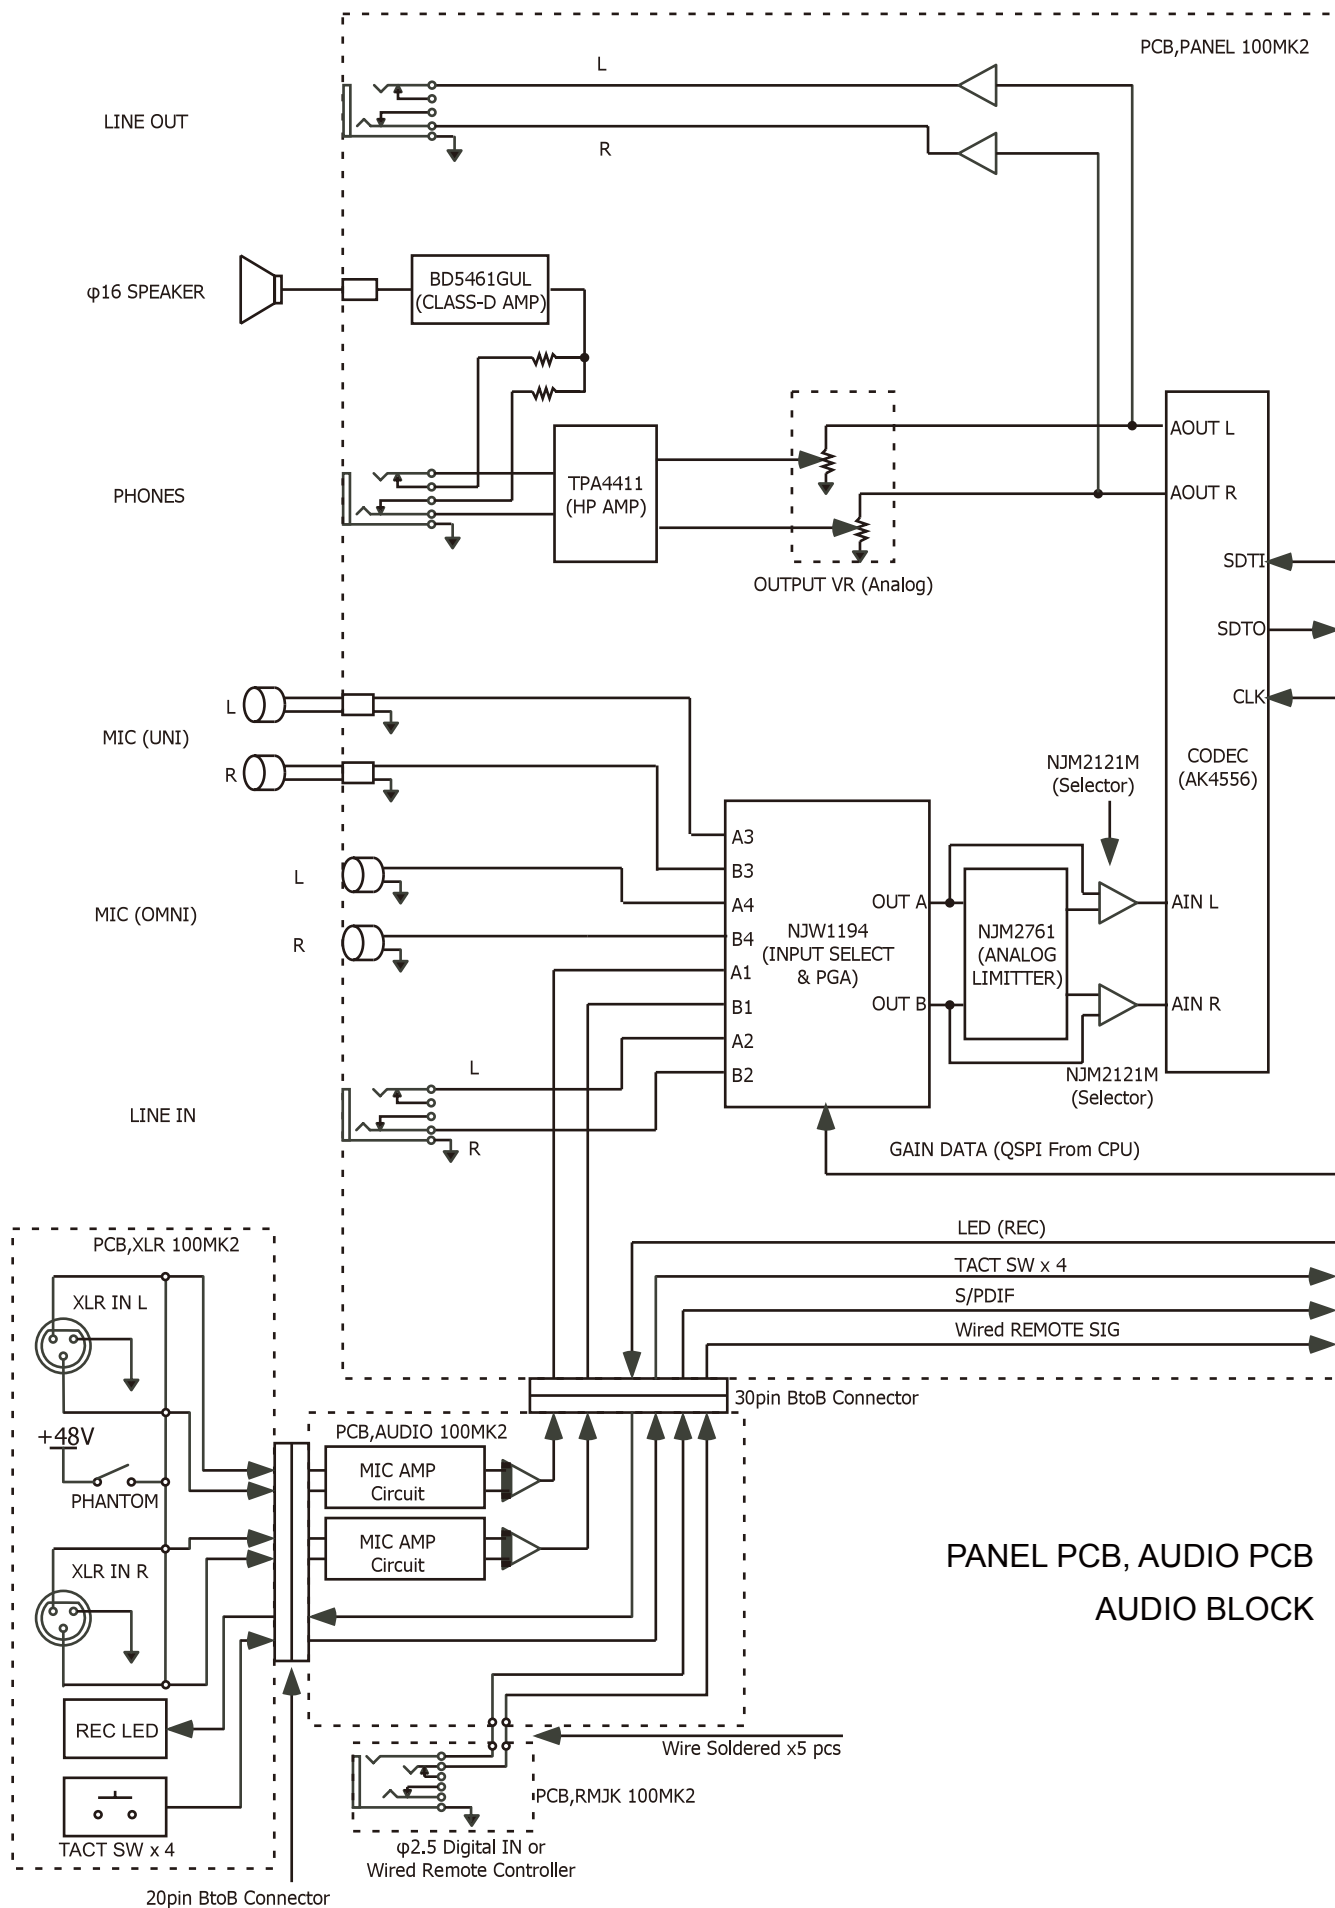 PCB,PANEL 100MK2
L
LINE OUT
R
φ16 SPEAKER
BD5461GUL
(CLASS-D AMP)
AOUT L
TPA4411
(HP AMP)
PHONES
AOUT R
SDTI
OUTPUT VR (Analog)
SDTO
L
CLK
MIC (UNI)
R
NJM2121M
(Selector)
CODEC
(AK4556)
A3
B3
L
A4
OUT A
AIN L
MIC (OMNI)
R
B4
NJW1194
(INPUT SELECT
& PGA)
NJM2761
(ANALOG
LIMITTER)
A1
B1
OUT B
AIN R
A2
L
B2
NJM2121M
(Selector)
LINE IN
R
GAIN DATA (QSPI From CPU)
LED (REC)
PCB,XLR 100MK2
TACT SW x 4
XLR IN L
S/PDIF
Wired REMOTE SIG
30pin BtoB Connector
PCB,AUDIO 100MK2
+48V
MIC AMP
Circuit
PHANTOM
MIC AMP
Circuit
XLR IN R
PANEL PCB, AUDIO PCB
AUDIO BLOCK
REC LED
Wire Soldered x5 pcs
PCB,RMJK 100MK2
TACT SW x 4
φ2.5 Digital IN or
Wired Remote Controller
20pin BtoB Connector